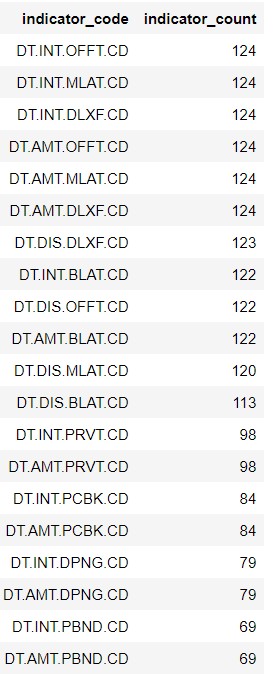 indicator_code indicator_count
DT.INT.OFFT.CD 124
DT.INT.MLAT.CD 124
DT.INT.DLXF.CD 124
DT.AMT.OFFT.CD 124
DT.AMT.MLAT.CD 124
DT.AMT.DLXF.CD 124
DT.DIS.DLXF.CD 123
DT.INT.BLAT.CD 122
DT.DIS.OFFT.CD 122
DT.AMT.BLAT.CD 122
DT.DIS.MLAT.CD 120
DT.DIS.BLAT.CD 113
DT.INT.PRVT.CD 98
DT.AMT.PRVT.CD 98
DT.INT.PCBK.CD 84
DT.AMT.PCBK.CD 84
DT.INT.DPNG.CD 79
DT.AMT.DPNG.CD 79
DT.INT.PBND.CD 69
DT.AMT.PBND.CD 69